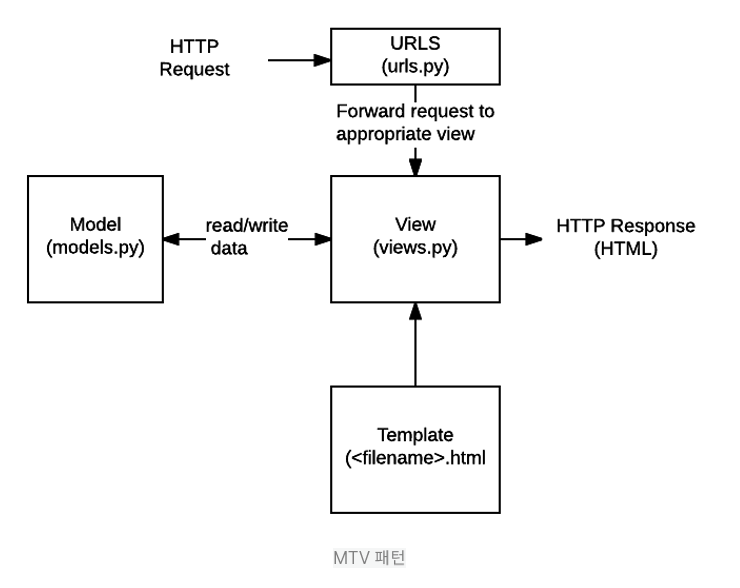 HTTP
Request
URLS
(urls.py)
Forward request to
appropriate view
Model
(models.py)
read/write
data
View
(views.py)
HTTP Response
(HTML)
Template
(<filename>.html
MTV 패턴